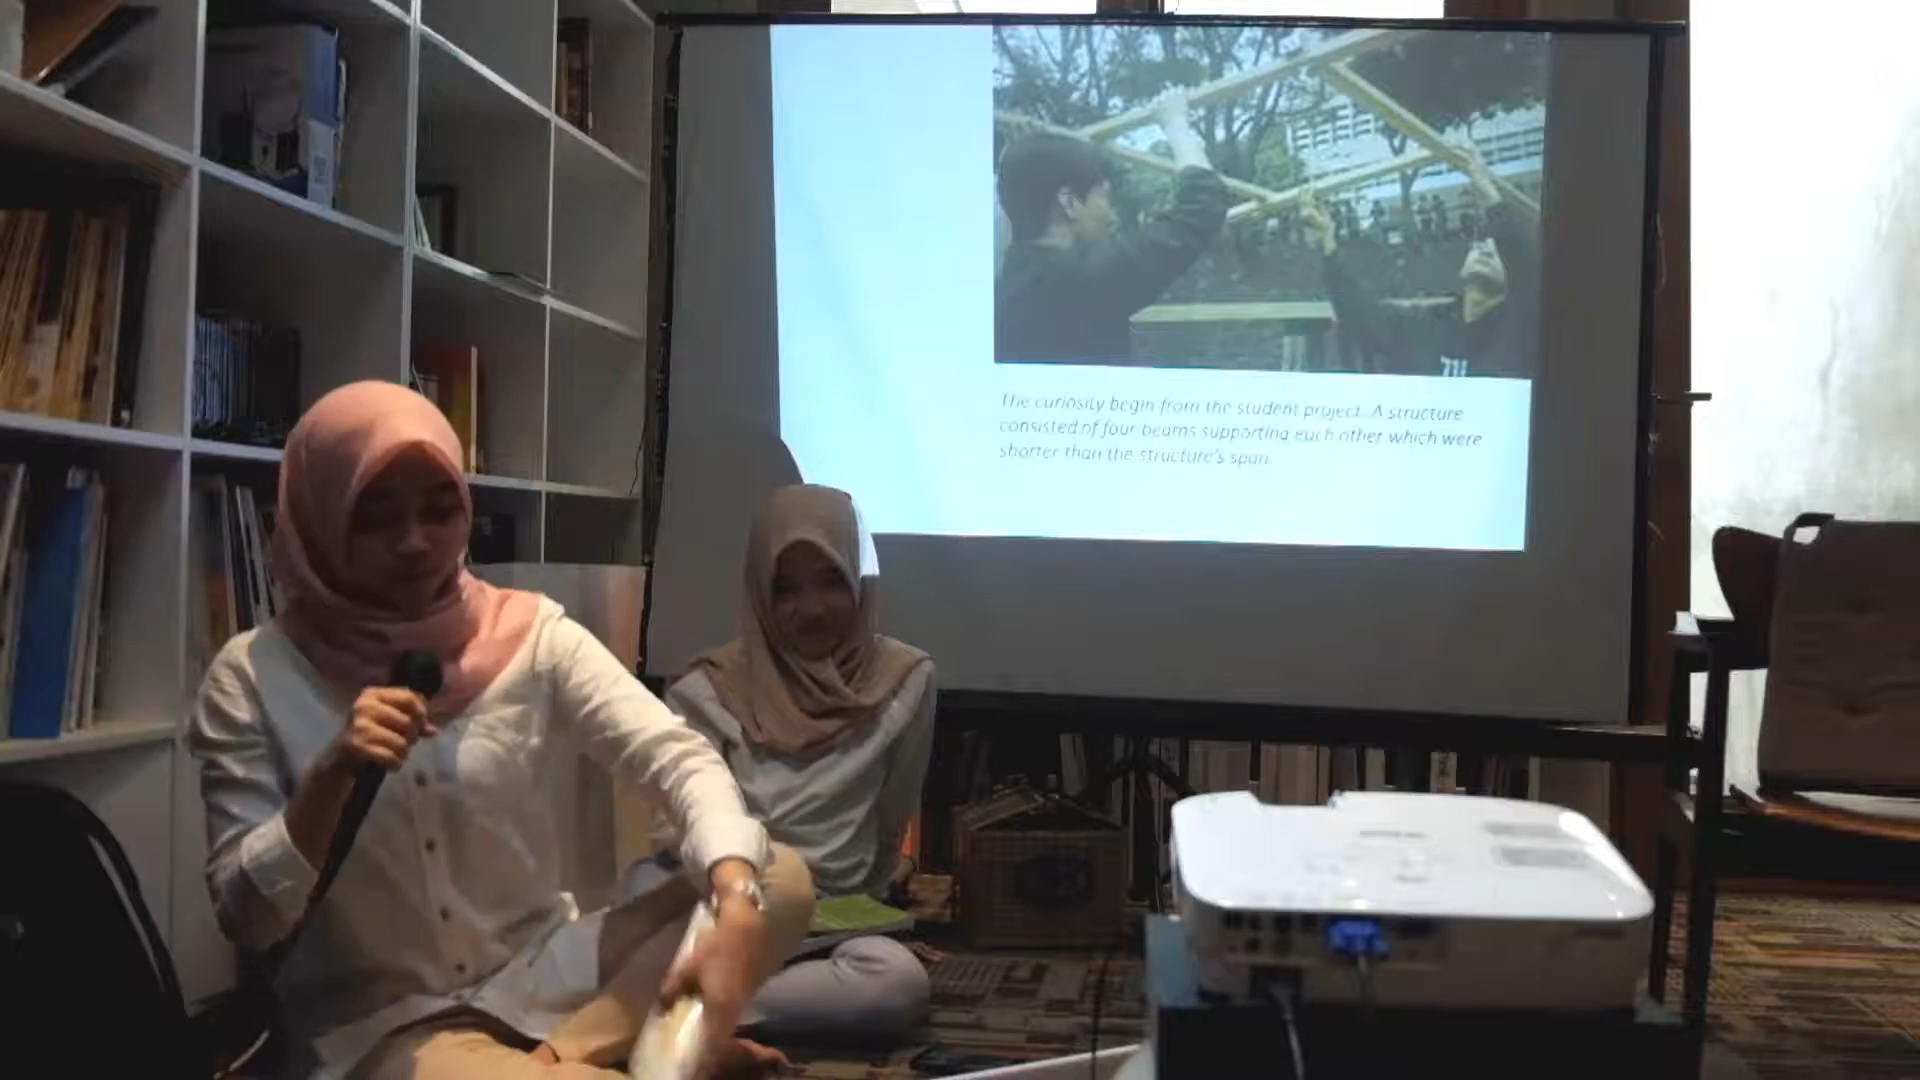 The curiosity begin from the student project. A structure
consisted of four beams supporting each other which were
shorter than the structure's span.